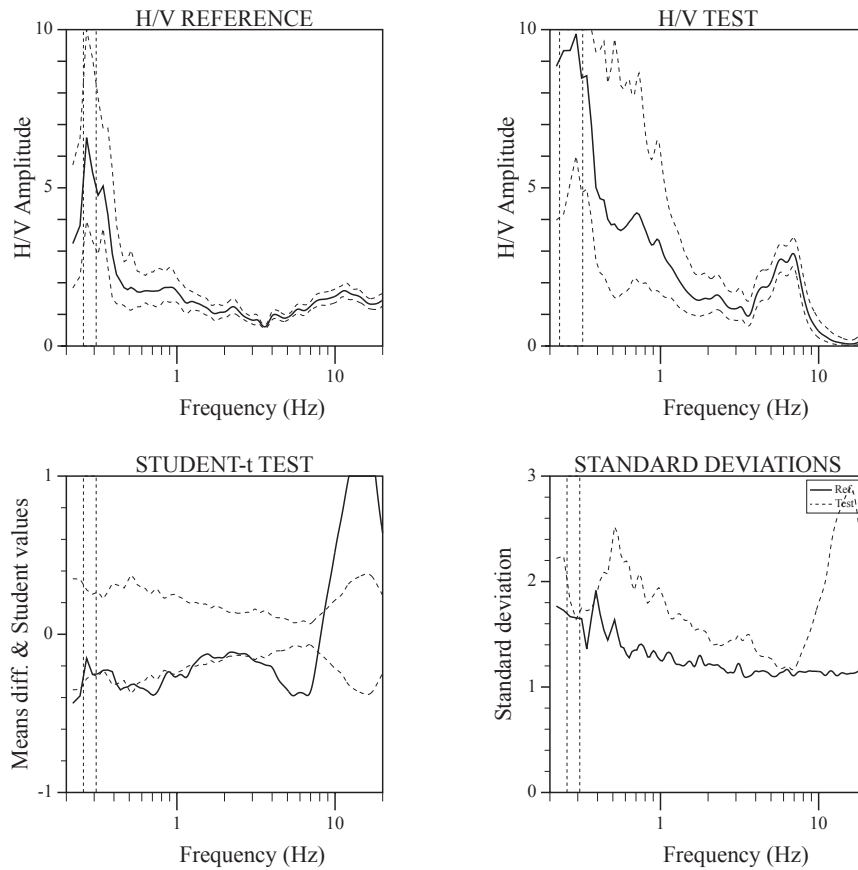 H/V REFERENCE
10
5
0
H/V Amplitude
1
10
Frequency (Hz)
H/V TEST
10
5
0
H/V Amplitude
1
10
Frequency (Hz)
STUDENT-t TEST
1
0
-1
Means diff. & Student values
1
10
Frequency (Hz)
STANDARD DEVIATIONS
3
2
1
0
Standard deviation
Ref.
Test
1
10
Frequency (Hz)